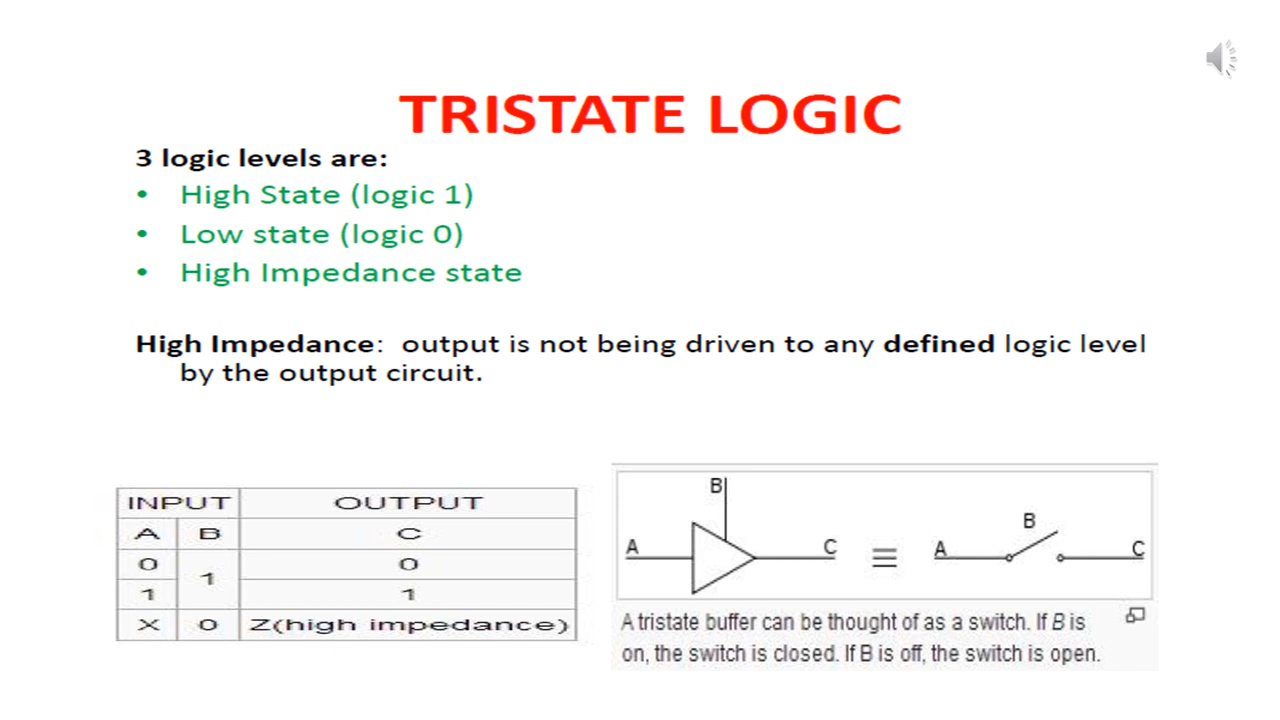 TRISTATE LOGIC
3 logic levels are:
• High State (logic 1)
• Low state (logic 0)
• High Impedance state
High Impedance: output is not being driven to any defined logic level
by the output circuit.
INPUT OUTPUT
A B C
0 1 0
1 1
X 0 Z(high impedance)
B
A C ≡ A B C
A tristate buffer can be thought of as a switch. If B is
on, the switch is closed. If B is off, the switch is open.